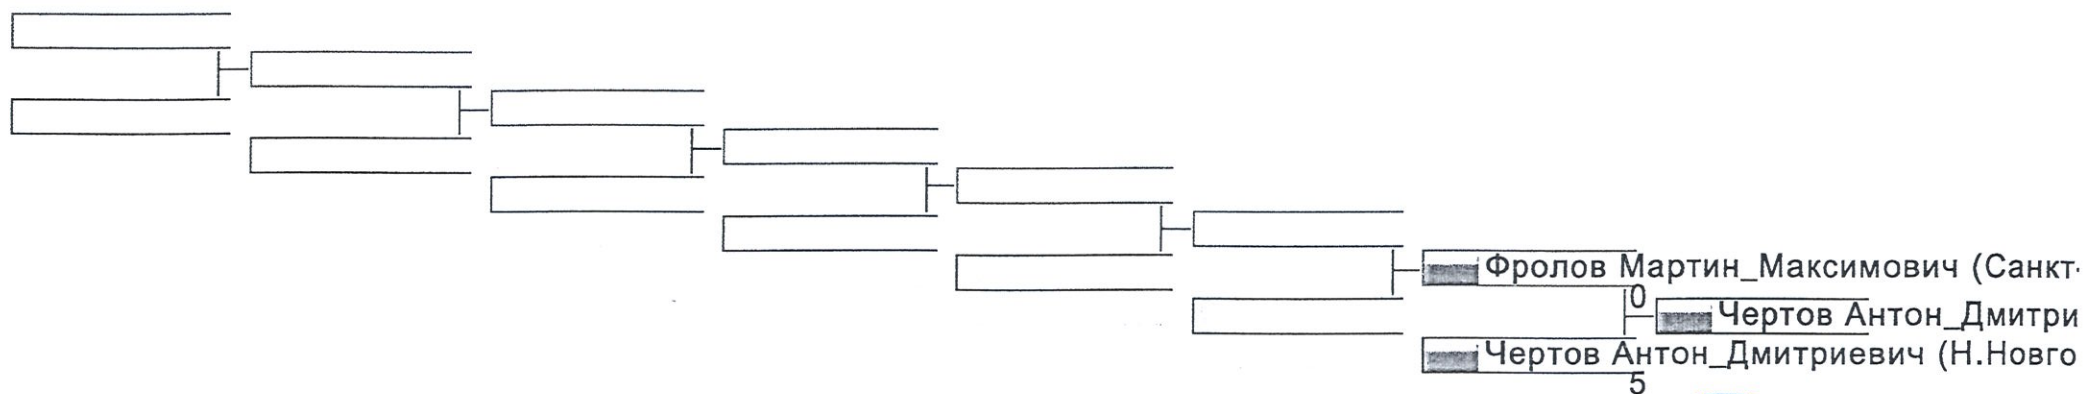 Фролов Мартин_Максимович (Санкт-
0
Чертов Антон_Дмитри
Чертов Антон_Дмитриевич (Н.Новго
5